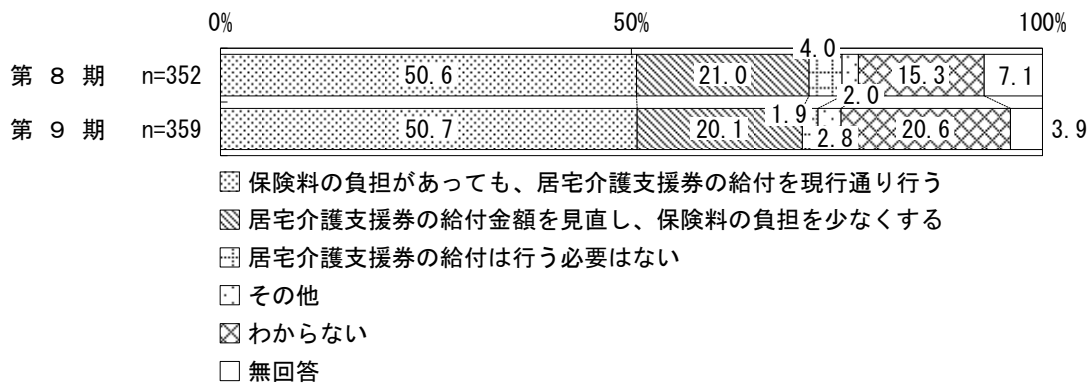 0% 50% 100%
第8期 n=352 50.6 21.0 4.0 2.0 15.3 7.1
第9期 n=359 50.7 20.1 1.9 2.8 20.6 3.9
保険料の負担があっても、居宅介護支援券の給付を現行通り行う
居宅介護支援券の給付金額を見直し、保険料の負担を少なくする
居宅介護支援券の給付は行う必要はない
その他
わからない
無回答